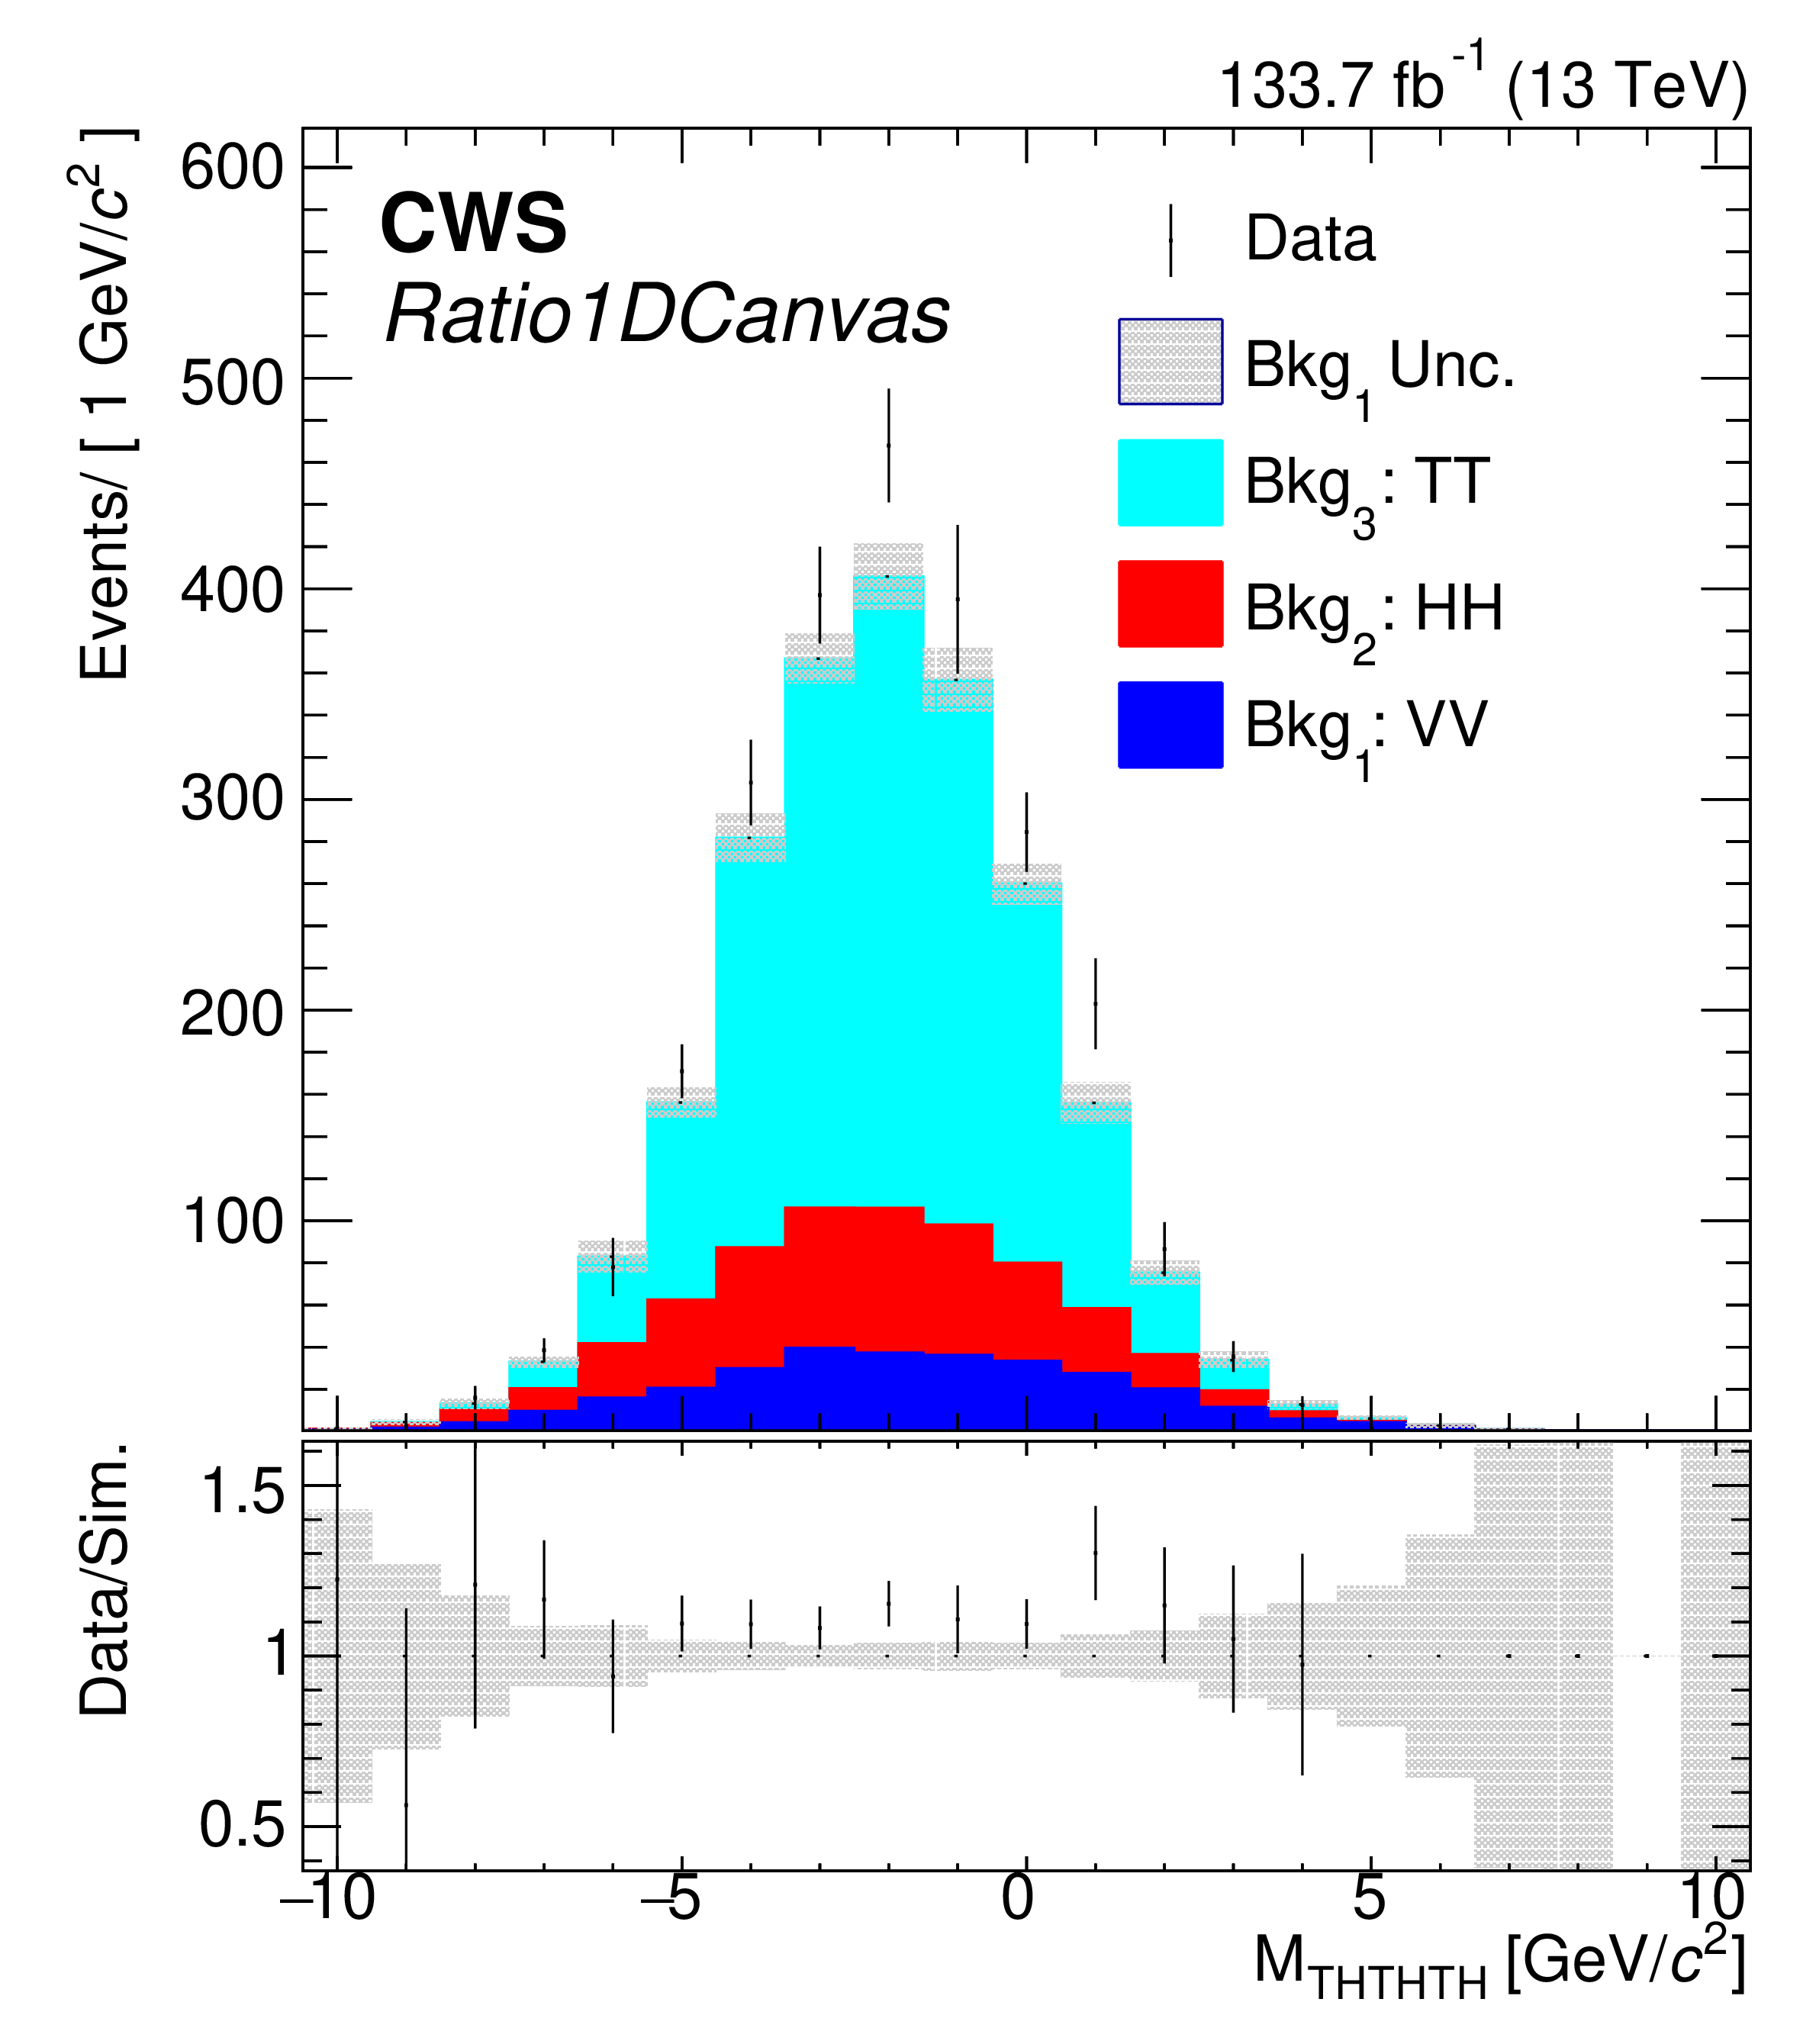 133.7 fb-1 (13 TeV)
Events/ [ 1 GeV/c2 ]
600
500
400
300
200
100
CWS
Ratio1DCanvas
Data
Bkg1 Unc.
Bkg3: TT
Bkg2: HH
Bkg1: VV
Data/Sim.
1.5
1
0.5
−10 −5 0 5 10
MTHTHTH [GeV/c2]